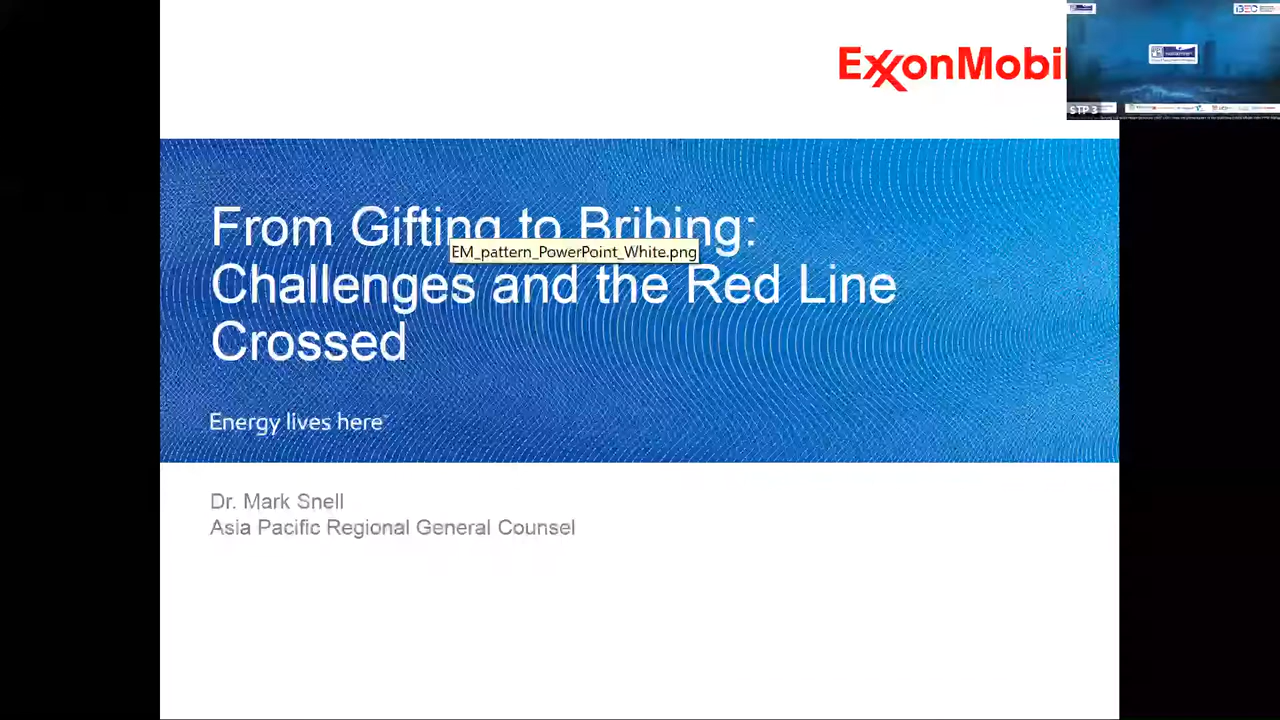 ExxonMobil
From Gifting to Bribing:
EM_pattern_PowerPoint_White.png
Challenges and the Red Line
Crossed
Energy lives here™
Dr. Mark Snell
Asia Pacific Regional General Counsel
STP 3